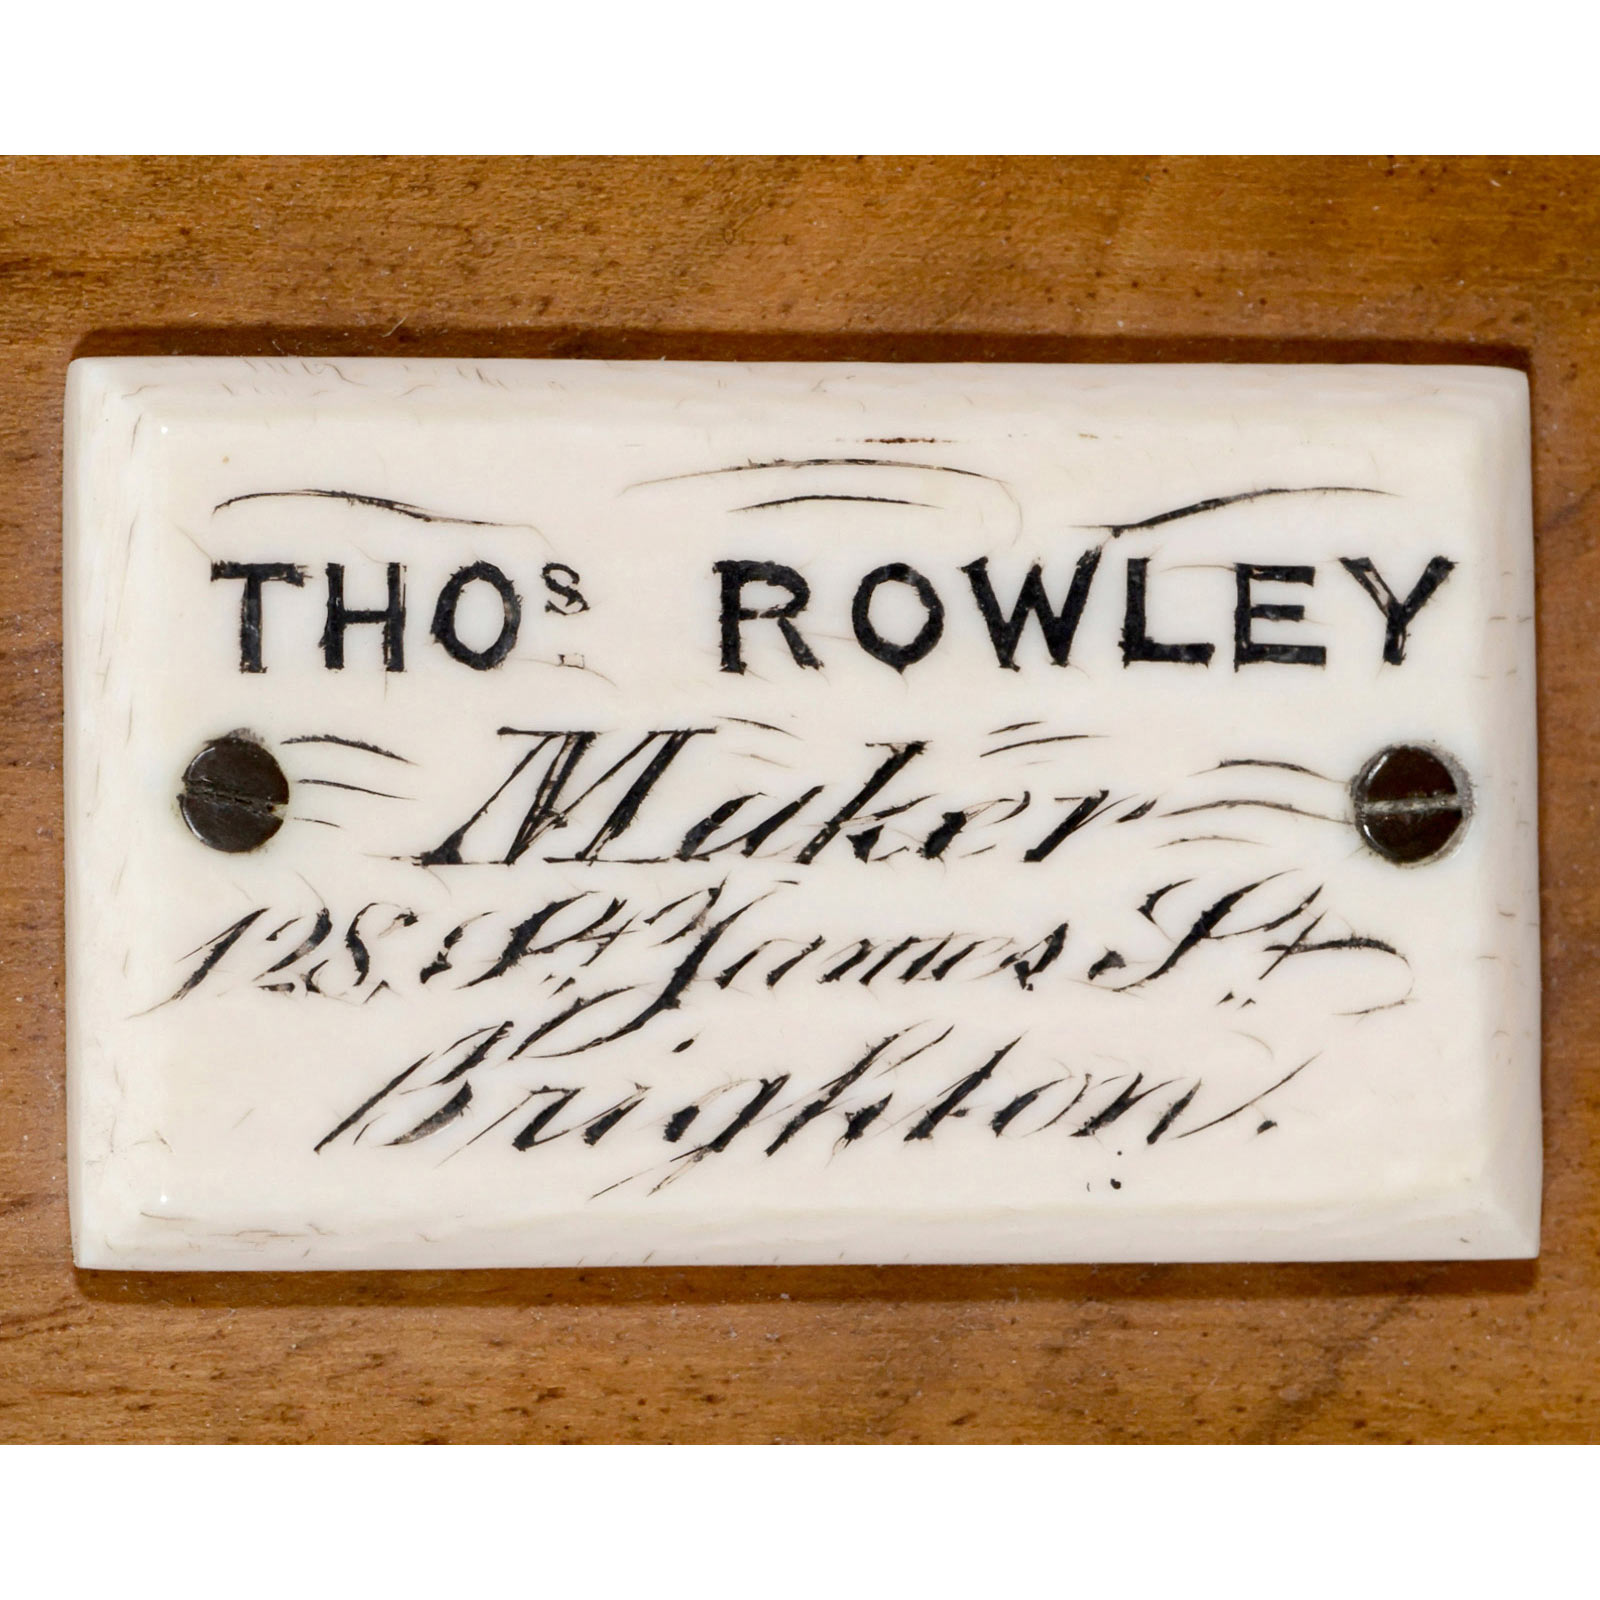 THOS ROWLEY
Maker
128, St James St
Brighton.